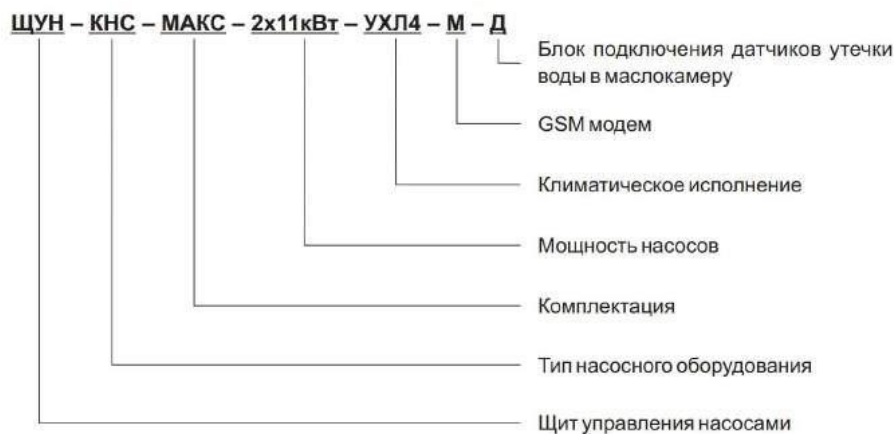 ЩУН – КНС – МАКС – 2х11кВт – УХЛ4 – М – Д
Блок подключения датчиков утечки
воды в маслокамеру
GSM модем
Климатическое исполнение
Мощность насосов
Комплектация
Тип насосного оборудования
Щит управления насосами